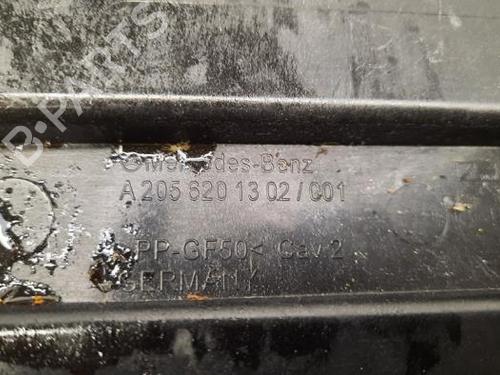 B-PARTS
Mercedes-Benz
A 205 620 13 02 / 001
PP-GF50< Cav.2
GERMANY